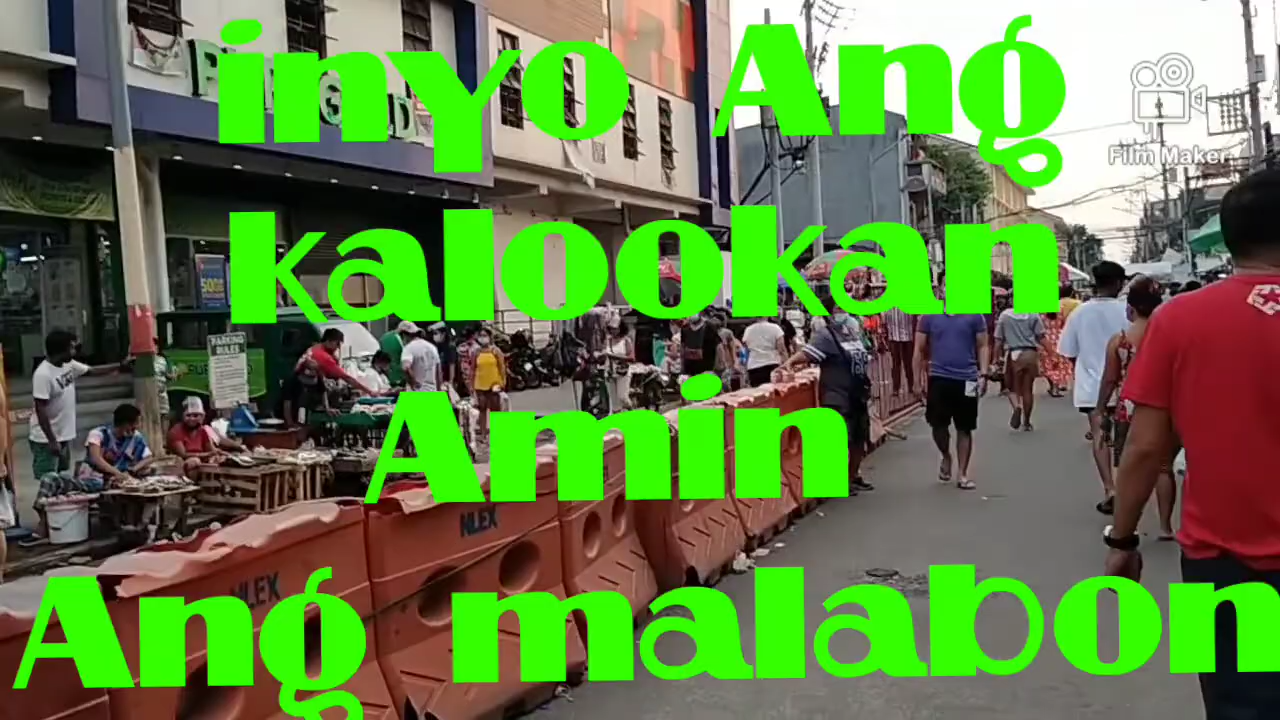 inyo Ang
kalookan
Amin
Ang malabon
Film Maker
PARKING
RULES
NLEX
NLEX